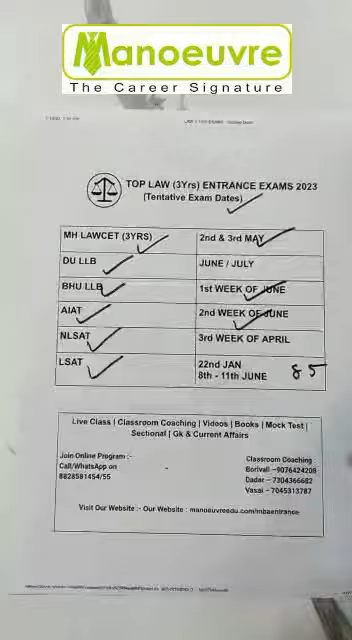 Manoeuvre
The Career Signature
TOP LAW (3Yrs) ENTRANCE EXAMS 2023
(Tentative Exam Dates)
MH LAWCET (3YRS) 2nd & 3rd MAY
DU LLB JUNE / JULY
BHU LLB 1st WEEK OF JUNE
AIAT 2nd WEEK OF JUNE
NLSAT 3rd WEEK OF APRIL
LSAT 22nd JAN
8th - 11th JUNE 85
Live Class | Classroom Coaching | Videos | Books | Mock Test |
Sectional | Gk & Current Affairs
Join Online Program :-
Call/WhatsApp on
8828581454/55
Classroom Coaching
Borivali -9076424208
Dadar - 7304366682
Vasai - 7045313787
Visit Our Website :- Our Website : manoeuvreedu.com/mbaentrance